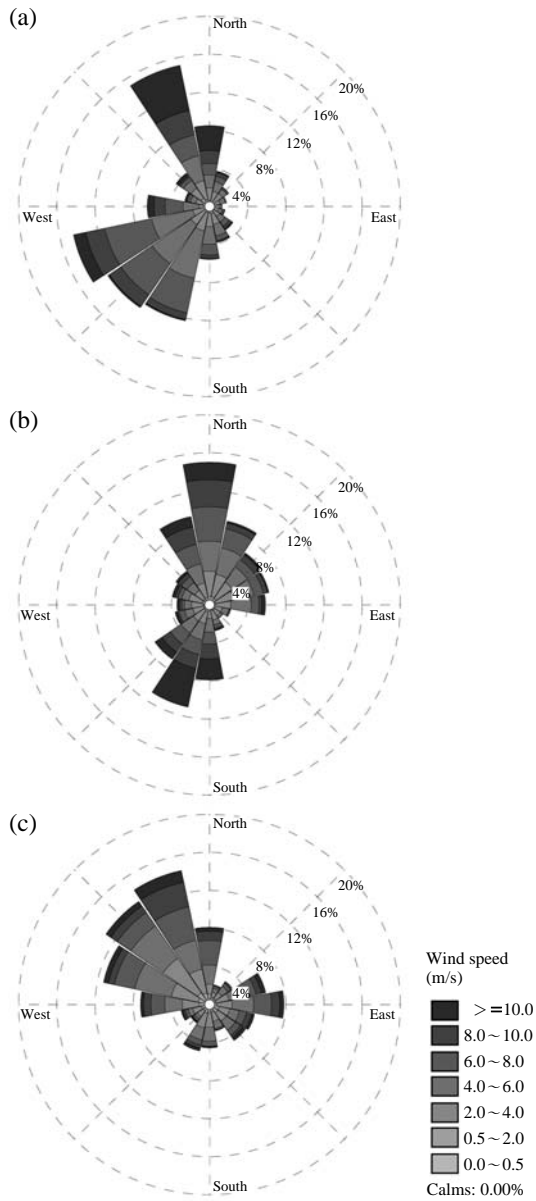 (a)
North
20%
16%
12%
8%
4%
West
East
South
(b)
North
20%
16%
12%
8%
4%
West
East
South
(c)
North
20%
16%
12%
8%
4%
West
East
South
Wind speed
(m/s)
>=10.0
8.0~10.0
6.0~8.0
4.0~6.0
2.0~4.0
0.5~2.0
0.0~0.5
Calms: 0.00%